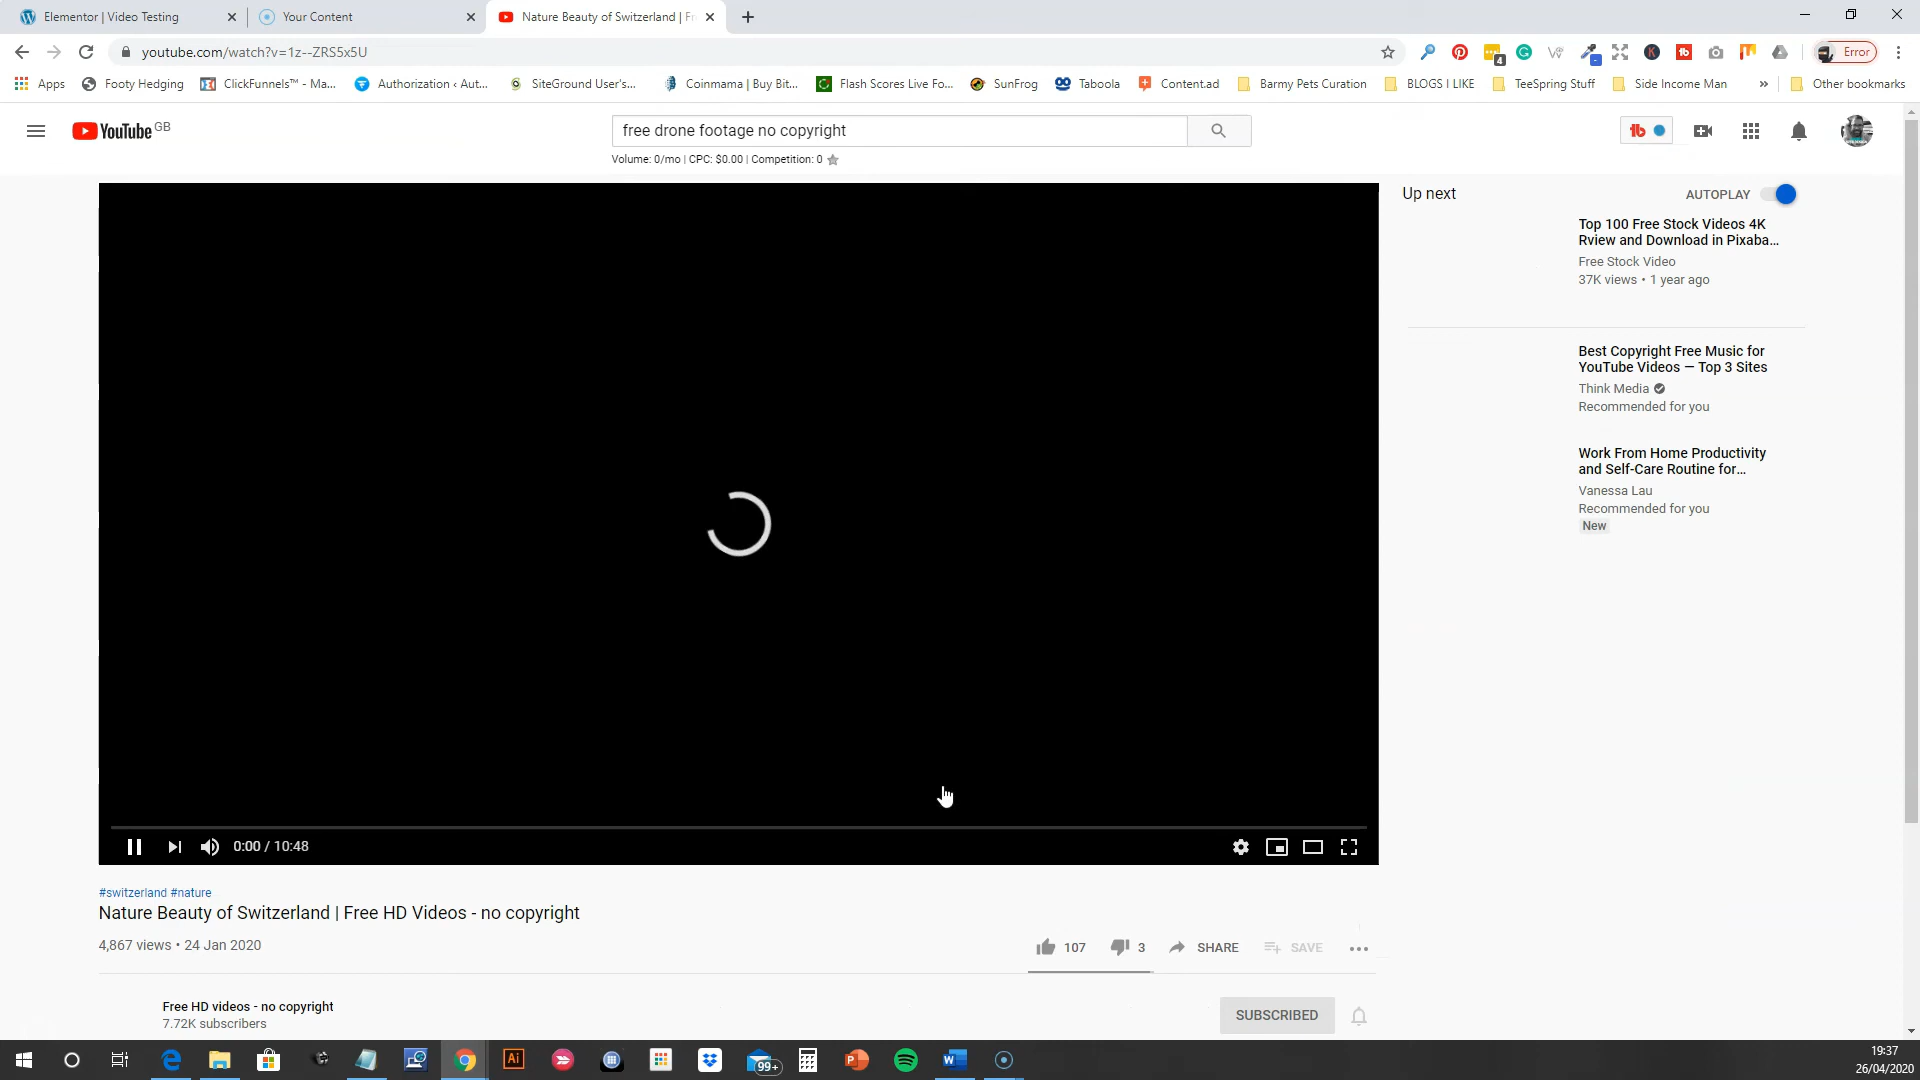 Elementor | Video Testing
Your Content
Nature Beauty of Switzerland | Fr
youtube.com/watch?v=1z--ZRS5x5U
4
Error
Apps
Footy Hedging
ClickFunnels™ - Ma...
Authorization ‹ Aut...
SiteGround User's...
Coinmama | Buy Bit...
Flash Scores Live Fo...
SunFrog
Taboola
Content.ad
Barmy Pets Curation
BLOGS I LIKE
TeeSpring Stuff
Side Income Man
»
Other bookmarks
YouTube GB
free drone footage no copyright
Volume: 0/mo | CPC: $0.00 | Competition: 0
Up next
AUTOPLAY
Top 100 Free Stock Videos 4K
Rview and Download in Pixaba...
Free Stock Video
37K views • 1 year ago
Best Copyright Free Music for
YouTube Videos — Top 3 Sites
Think Media
Recommended for you
Work From Home Productivity
and Self-Care Routine for...
Vanessa Lau
Recommended for you
New
0:00 / 10:48
#switzerland #nature
Nature Beauty of Switzerland | Free HD Videos - no copyright
4,867 views • 24 Jan 2020
107
3
SHARE
SAVE
Free HD videos - no copyright
7.72K subscribers
SUBSCRIBED
Ai
99+
19:37
26/04/2020